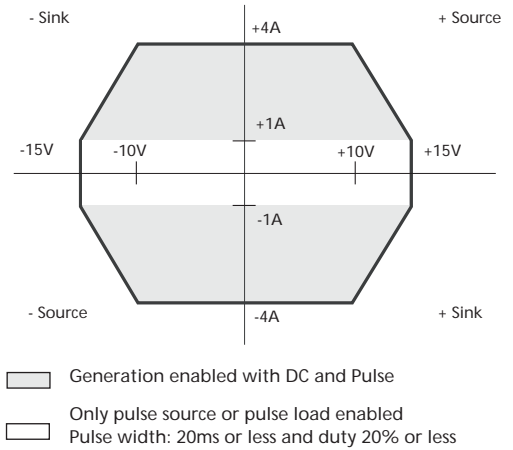 - Sink
+ Source
+4A
+1A
-15V
-10V
+10V
+15V
-1A
- Source
-4A
+ Sink
Generation enabled with DC and Pulse
Only pulse source or pulse load enabled
Pulse width: 20ms or less and duty 20% or less